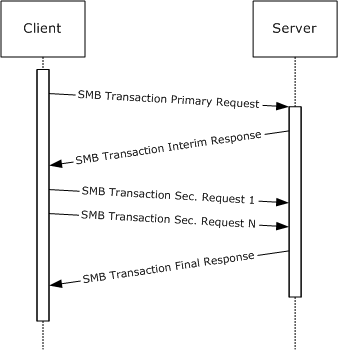 Client
Server
SMB Transaction Primary Request
SMB Transaction Interim Response
SMB Transaction Sec. Request 1
SMB Transaction Sec. Request N
SMB Transaction Final Response